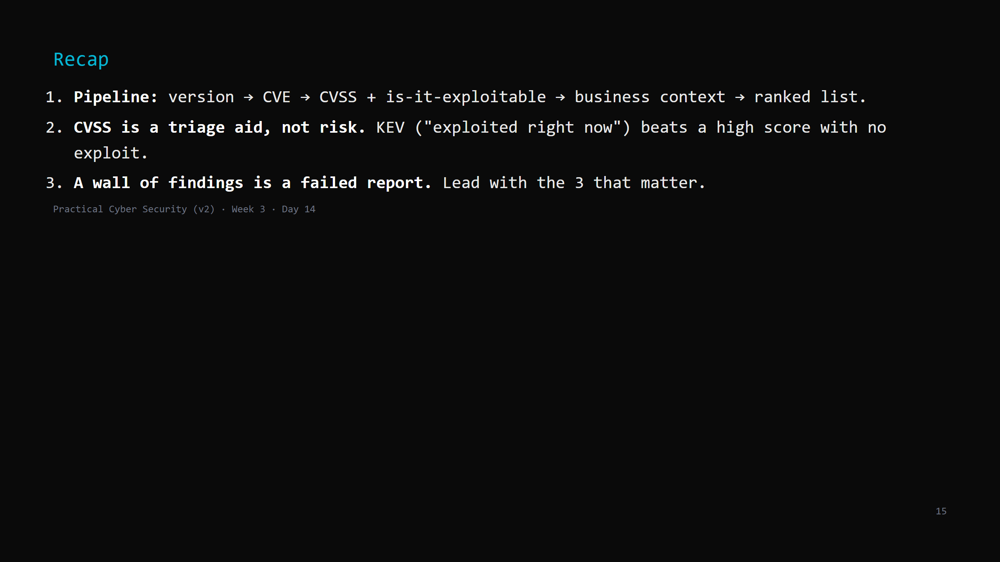 Recap
1. Pipeline: version → CVE → CVSS + is-it-exploitable → business context → ranked list.
2. CVSS is a triage aid, not risk. KEV ("exploited right now") beats a high score with no
exploit.
3. A wall of findings is a failed report. Lead with the 3 that matter.
Practical Cyber Security (v2) · Week 3 · Day 14
15